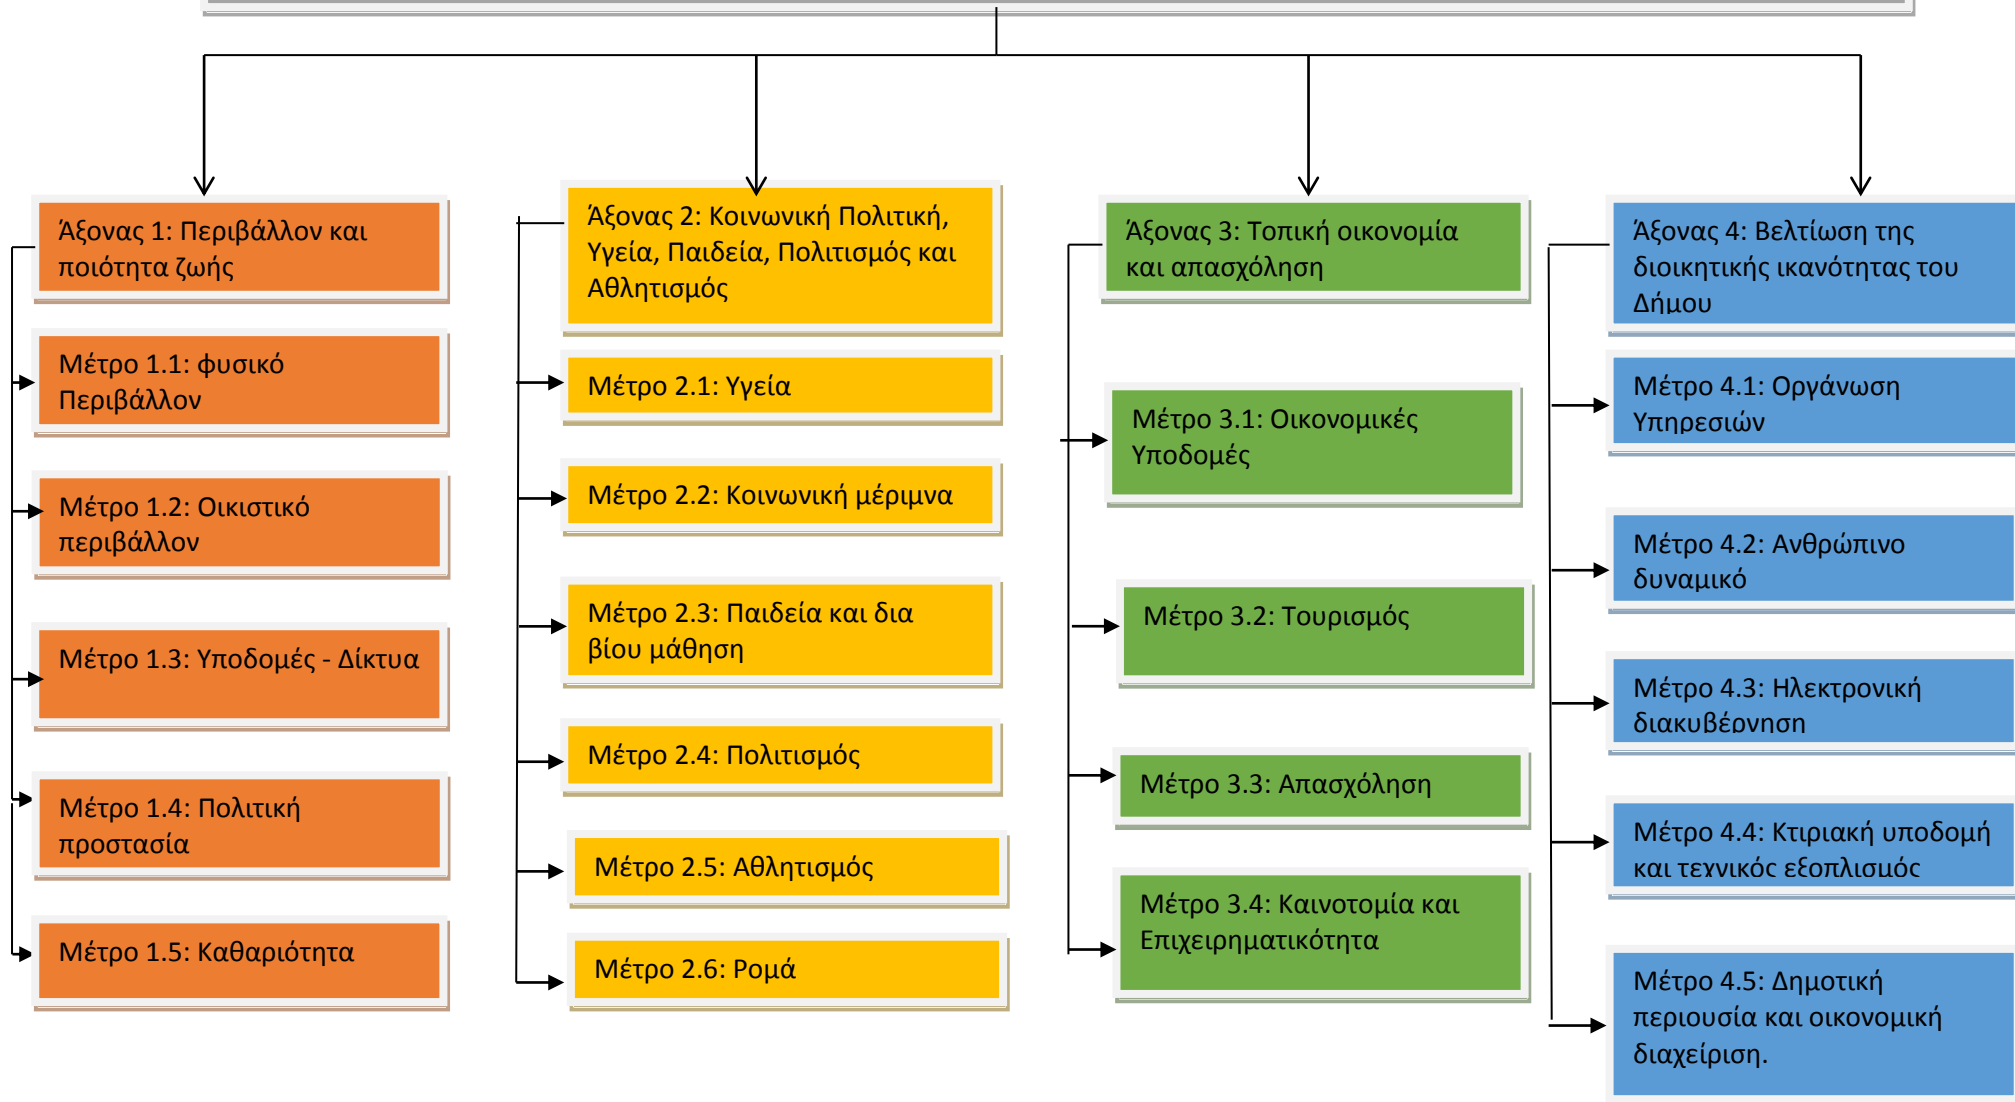 Άξονας 1: Περιβάλλον και
ποιότητα ζωής
Μέτρο 1.1: φυσικό
Περιβάλλον
Μέτρο 1.2: Οικιστικό
περιβάλλον
Μέτρο 1.3: Υποδομές - Δίκτυα
Μέτρο 1.4: Πολιτική
προστασία
Μέτρο 1.5: Καθαριότητα
Άξονας 2: Κοινωνική Πολιτική,
Υγεία, Παιδεία, Πολιτισμός και
Αθλητισμός
Μέτρο 2.1: Υγεία
Μέτρο 2.2: Κοινωνική μέριμνα
Μέτρο 2.3: Παιδεία και δια
βίου μάθηση
Μέτρο 2.4: Πολιτισμός
Μέτρο 2.5: Αθλητισμός
Μέτρο 2.6: Ρομά
Άξονας 3: Τοπική οικονομία
και απασχόληση
Μέτρο 3.1: Οικονομικές
Υποδομές
Μέτρο 3.2: Τουρισμός
Μέτρο 3.3: Απασχόληση
Μέτρο 3.4: Καινοτομία και
Επιχειρηματικότητα
Άξονας 4: Βελτίωση της
διοικητικής ικανότητας του
Δήμου
Μέτρο 4.1: Οργάνωση
Υπηρεσιών
Μέτρο 4.2: Ανθρώπινο
δυναμικό
Μέτρο 4.3: Ηλεκτρονική
διακυβέρνηση
Μέτρο 4.4: Κτιριακή υποδομή
και τεχνικός εξοπλισμός
Μέτρο 4.5: Δημοτική
περιουσία και οικονομική
διαχείριση.